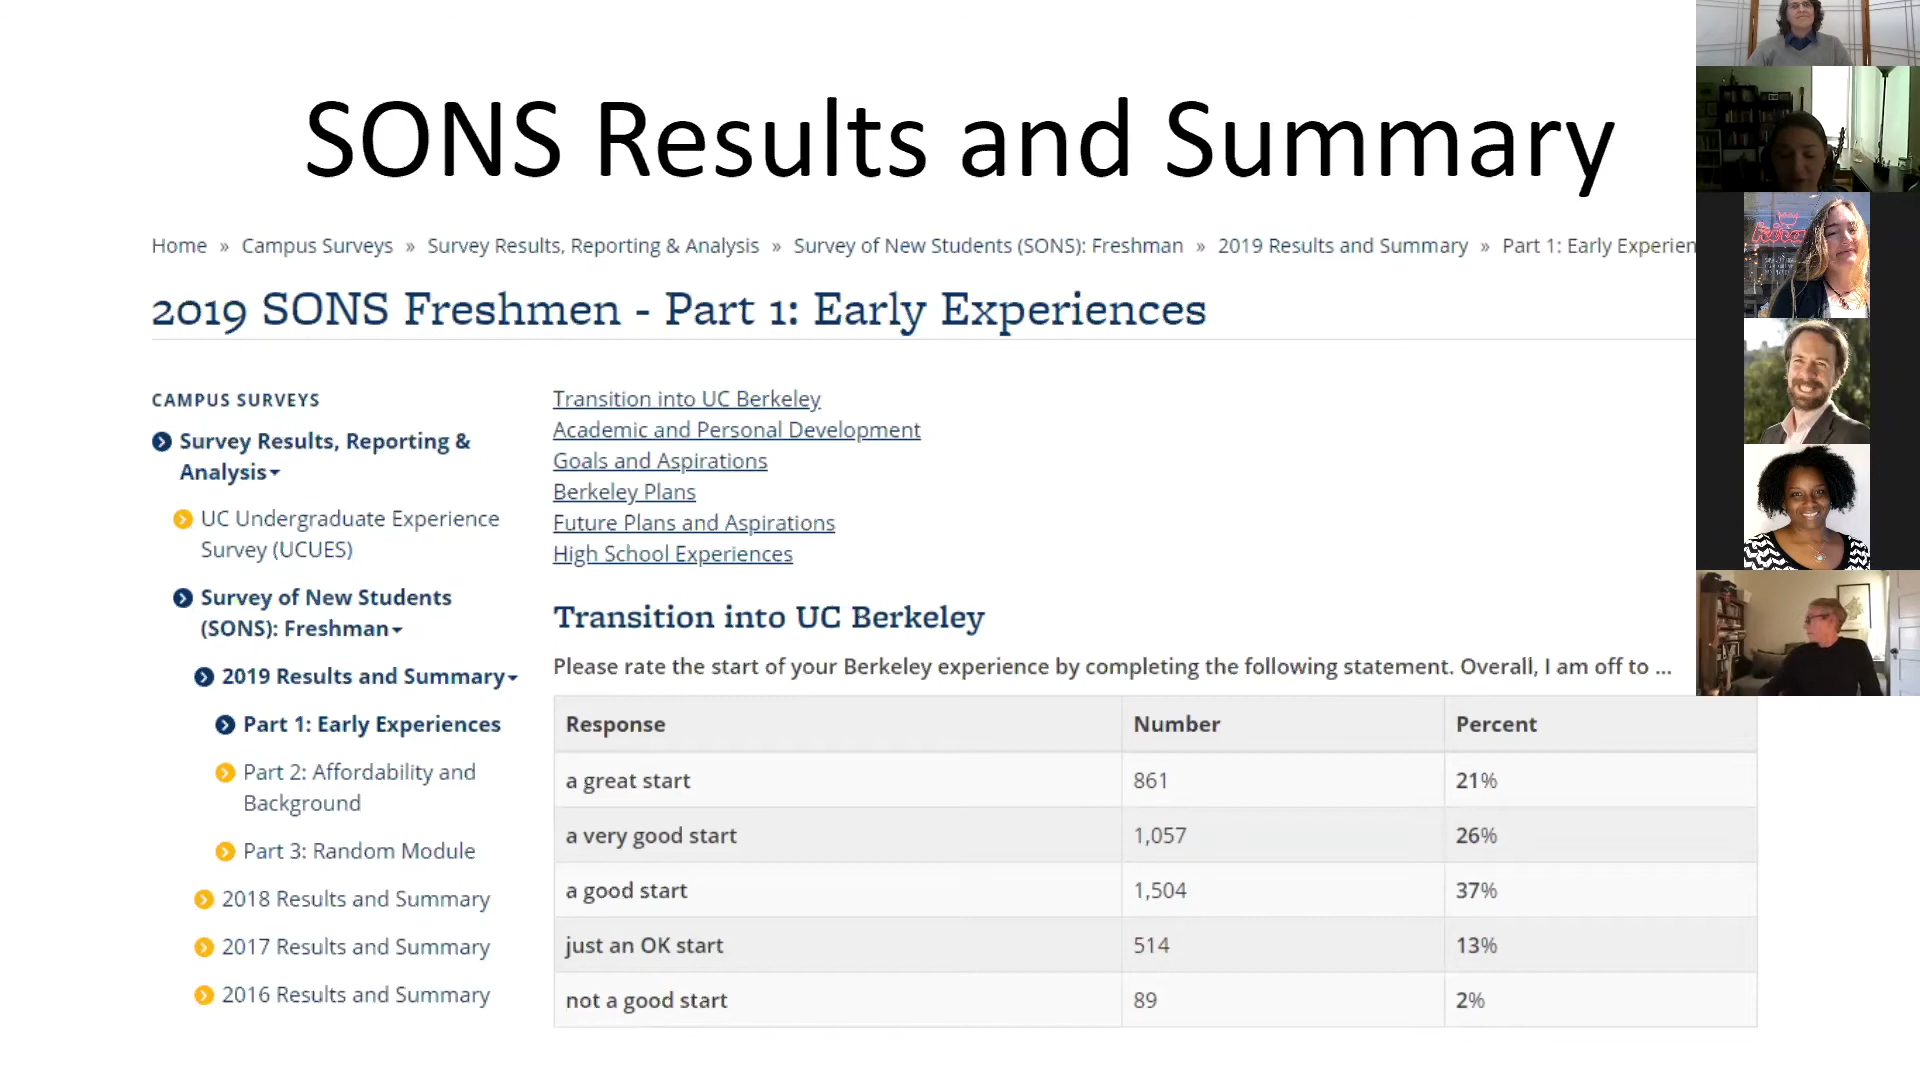 SONS Results and Summary
Home » Campus Surveys » Survey Results, Reporting & Analysis » Survey of New Students (SONS): Freshman » 2019 Results and Summary » Part 1: Early Experien
2019 SONS Freshmen - Part 1: Early Experiences
CAMPUS SURVEYS
Survey Results, Reporting &
Analysis
UC Undergraduate Experience
Survey (UCUES)
Survey of New Students
(SONS): Freshman
2019 Results and Summary
Part 1: Early Experiences
Part 2: Affordability and
Background
Part 3: Random Module
2018 Results and Summary
2017 Results and Summary
2016 Results and Summary
Transition into UC Berkeley
Academic and Personal Development
Goals and Aspirations
Berkeley Plans
Future Plans and Aspirations
High School Experiences
Transition into UC Berkeley
Please rate the start of your Berkeley experience by completing the following statement. Overall, I am off to ...
Response Number Percent
a great start 861 21%
a very good start 1,057 26%
a good start 1,504 37%
just an OK start 514 13%
not a good start 89 2%